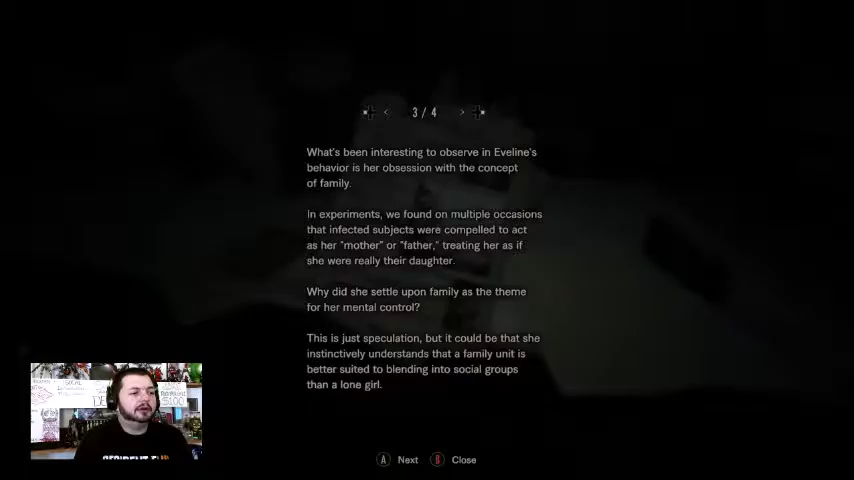 3 / 4
What's been interesting to observe in Eveline's
behavior is her obsession with the concept
of family.
In experiments, we found on multiple occasions
that infected subjects were compelled to act
as her "mother" or "father," treating her as if
she were really their daughter.
Why did she settle upon family as the theme
for her mental control?
This is just speculation, but it could be that she
instinctively understands that a family unit is
better suited to blending into social groups
than a lone girl.
A Next B Close